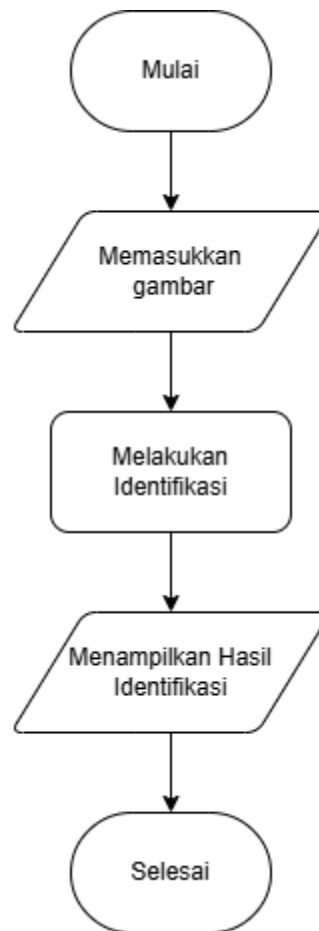 Mulai
Memasukkan
gambar
Melakukan
Identifikasi
Menampilkan Hasil
Identifikasi
Selesai